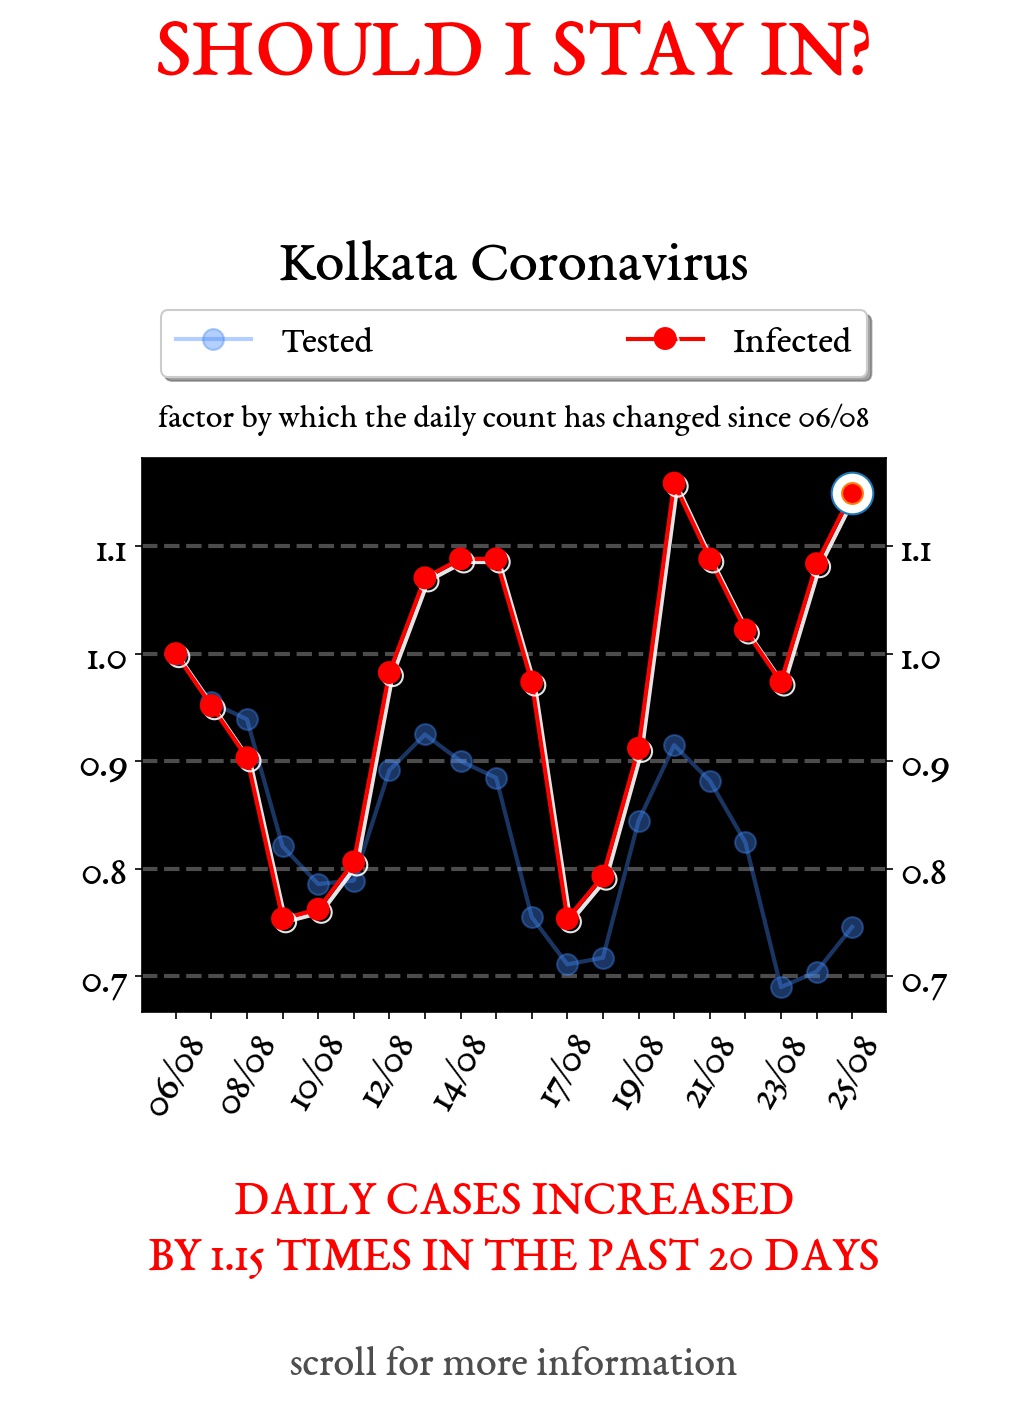 SHOULD I STAY IN?
Kolkata Coronavirus
Tested Infected
factor by which the daily count has changed since 06/08
1.1 1.1
1.0 1.0
0.9 0.9
0.8 0.8
0.7 0.7
06/08 08/08 10/08 12/08 14/08 17/08 19/08 21/08 23/08 25/08
DAILY CASES INCREASED
BY 1.15 TIMES IN THE PAST 20 DAYS
scroll for more information